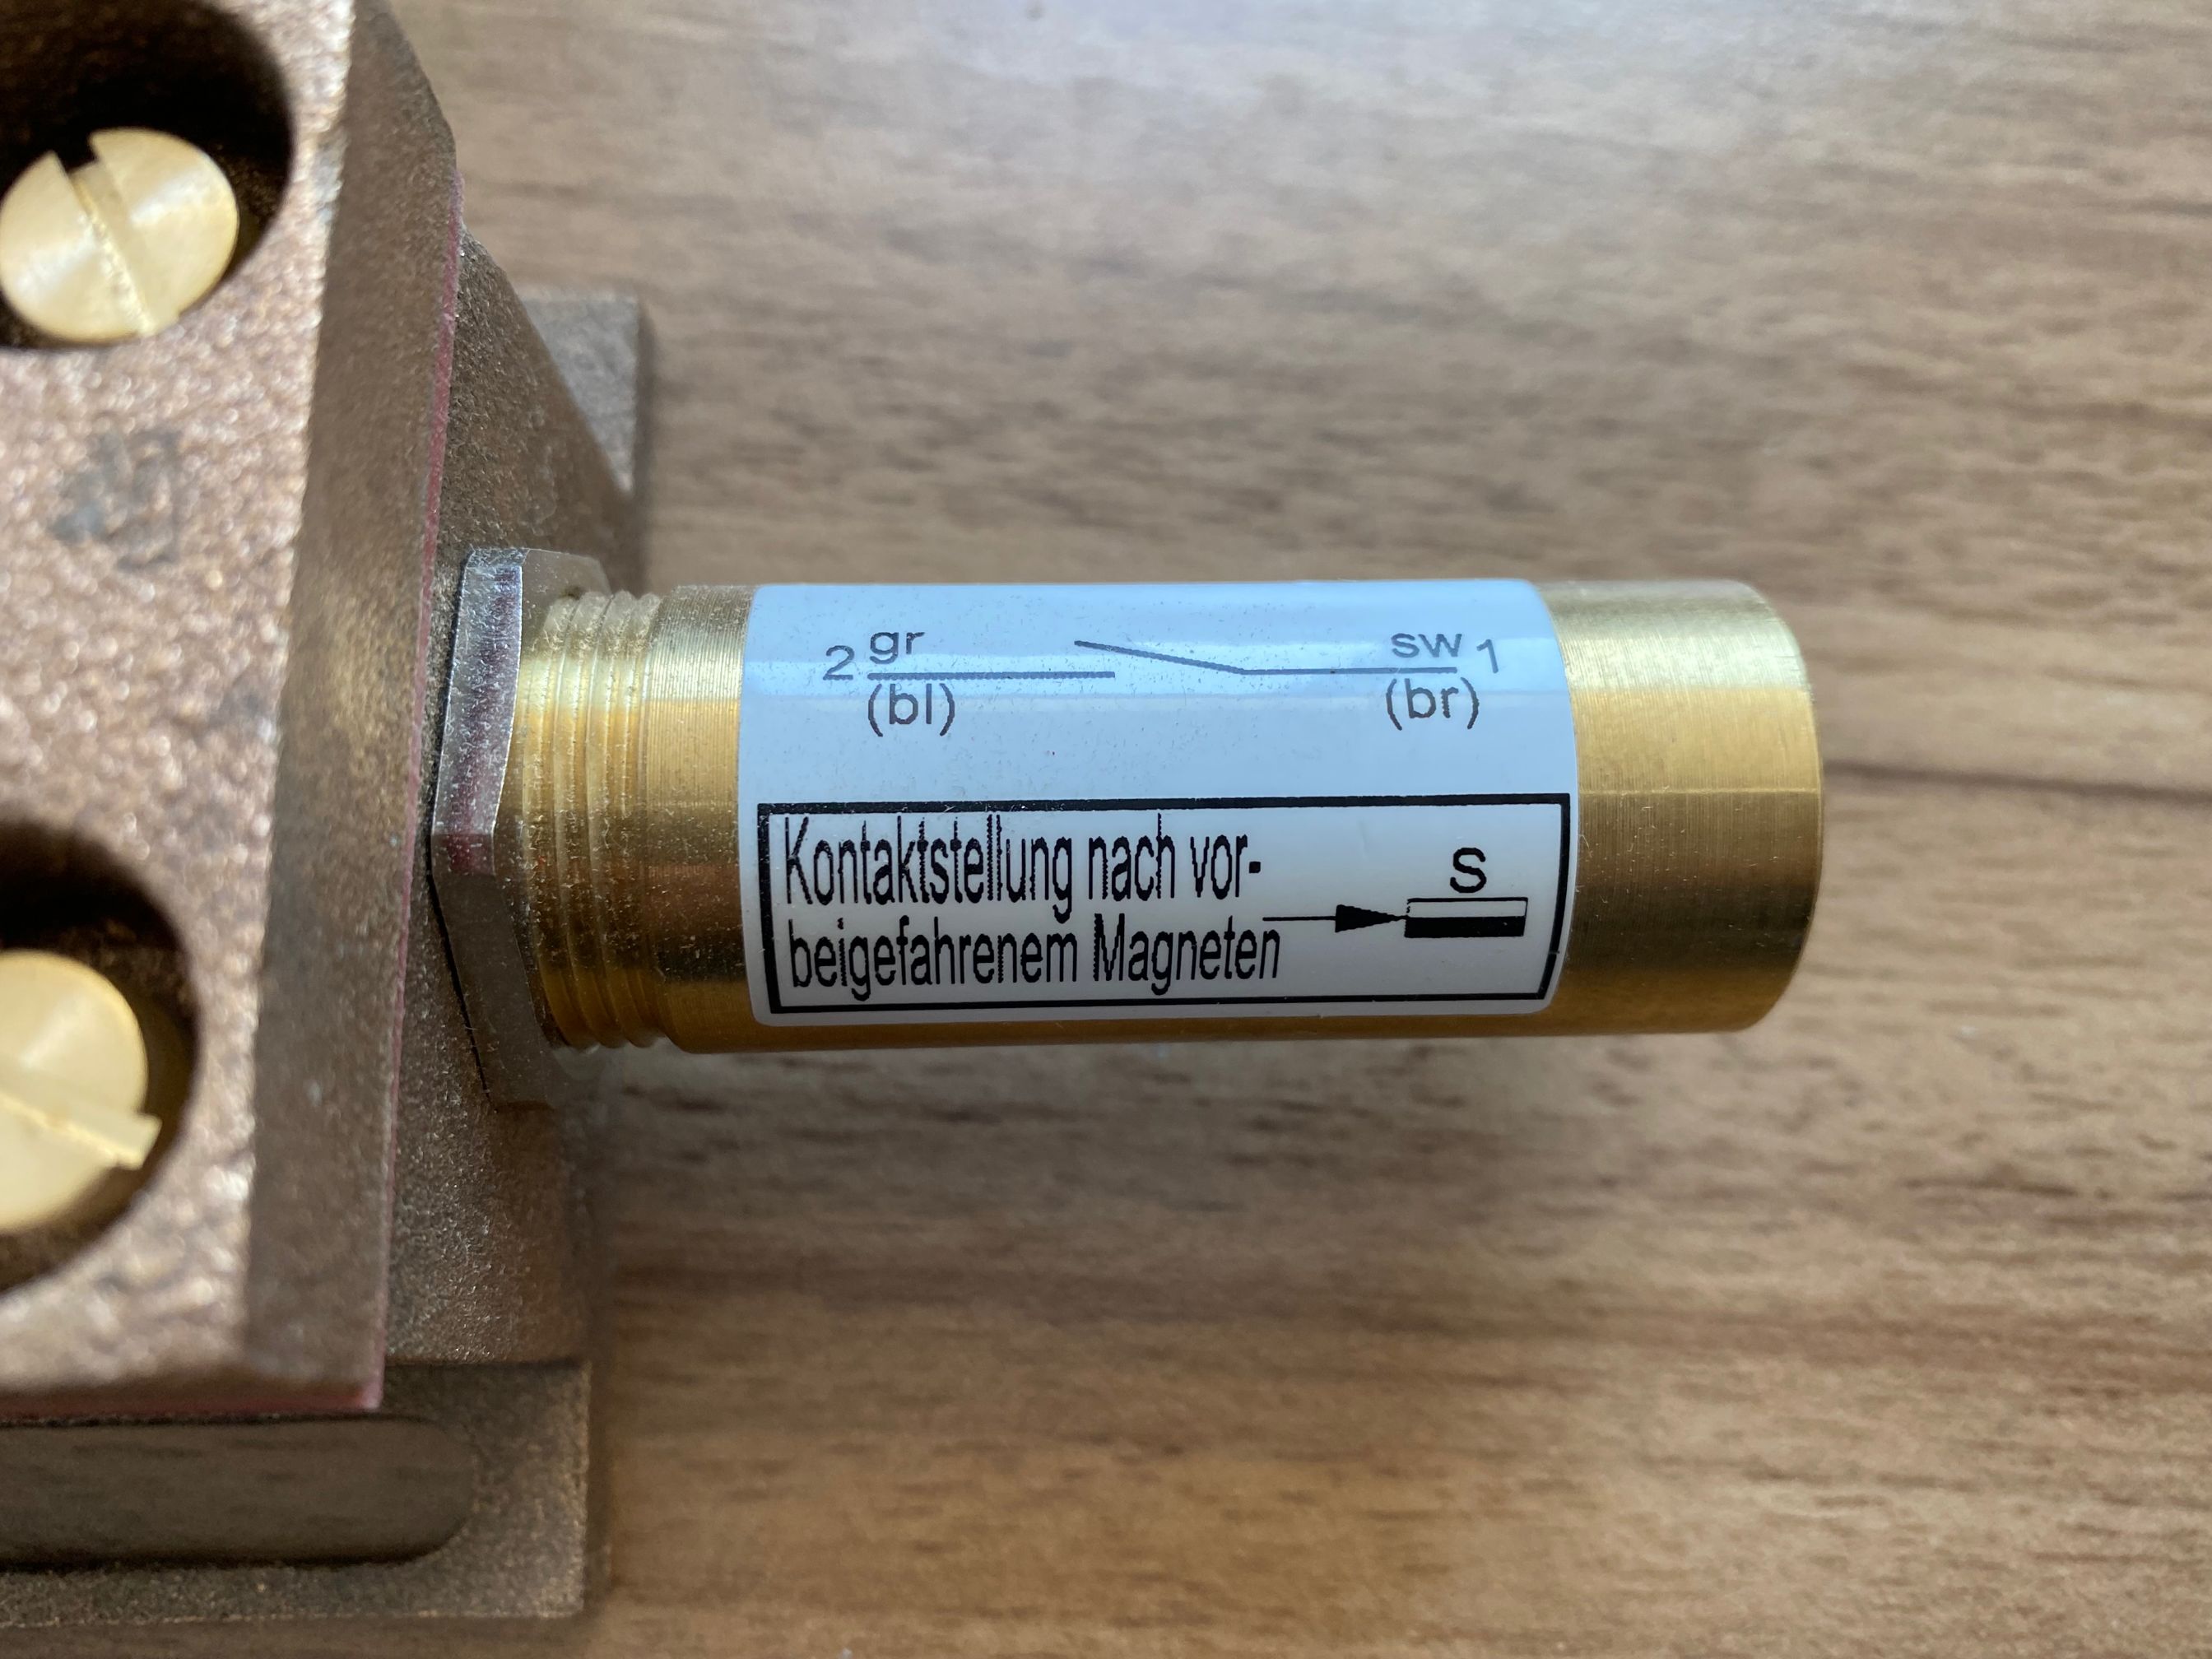 2 gr sw 1
(bl) (br)
Kontaktstellung nach vor-
beigefahrenem Magneten
S